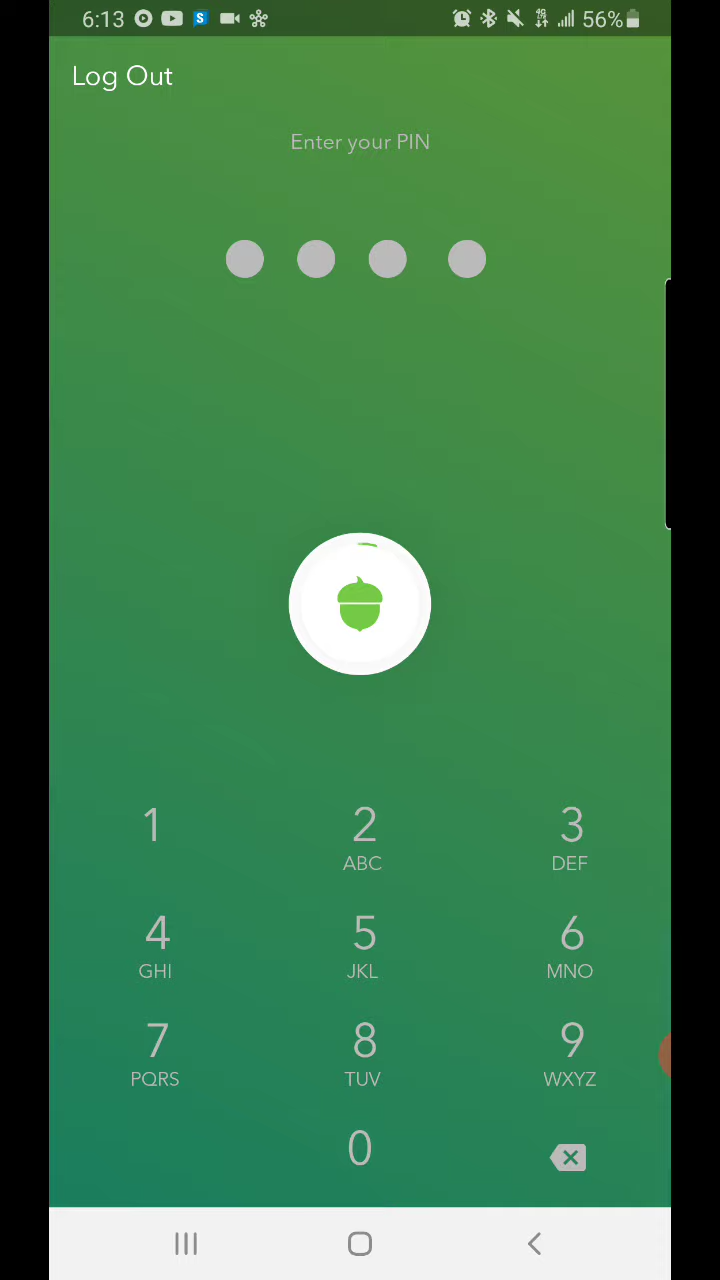 6:13 S 4G 56%
Log Out
Enter your PIN
1 2 3
ABC DEF
4 5 6
GHI JKL MNO
7 8 9
PQRS TUV WXYZ
0